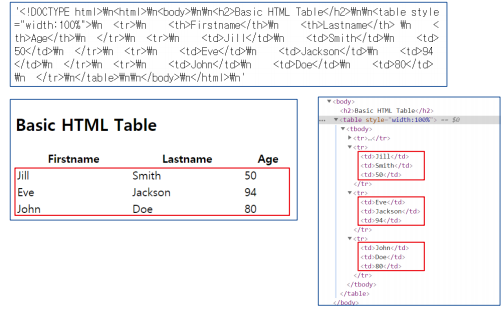 '<!DOCTYPE html>₩n<html>₩n<body>₩n₩n<h2>Basic HTML Table</h2>₩n₩n<table style
="width:100%">₩n <tr>₩n <th>Firstname</th>₩n <th>Lastname</th> ₩n <
th>Age</th>₩n </tr>₩n <tr>₩n <td>Jill</td>₩n <td>Smith</td>₩n <td>
50</td>₩n </tr>₩n <tr>₩n <td>Eve</td>₩n <td>Jackson</td>₩n <td>94
</td>₩n </tr>₩n <tr>₩n <td>John</td>₩n <td>Doe</td>₩n <td>80</td>
₩n </tr>₩n</table>₩n₩n</body>₩n</html>₩n'
Basic HTML Table
Firstname Lastname Age
Jill Smith 50
Eve Jackson 94
John Doe 80
▼<body>
<h2>Basic HTML Table</h2>
… ▼<table style="width:100%"> == $0
▼<tbody>
▶<tr>…</tr>
▼<tr>
<td>Jill</td>
<td>Smith</td>
<td>50</td>
</tr>
▼<tr>
<td>Eve</td>
<td>Jackson</td>
<td>94</td>
</tr>
▼<tr>
<td>John</td>
<td>Doe</td>
<td>80</td>
</tr>
</tbody>
</table>
</body>